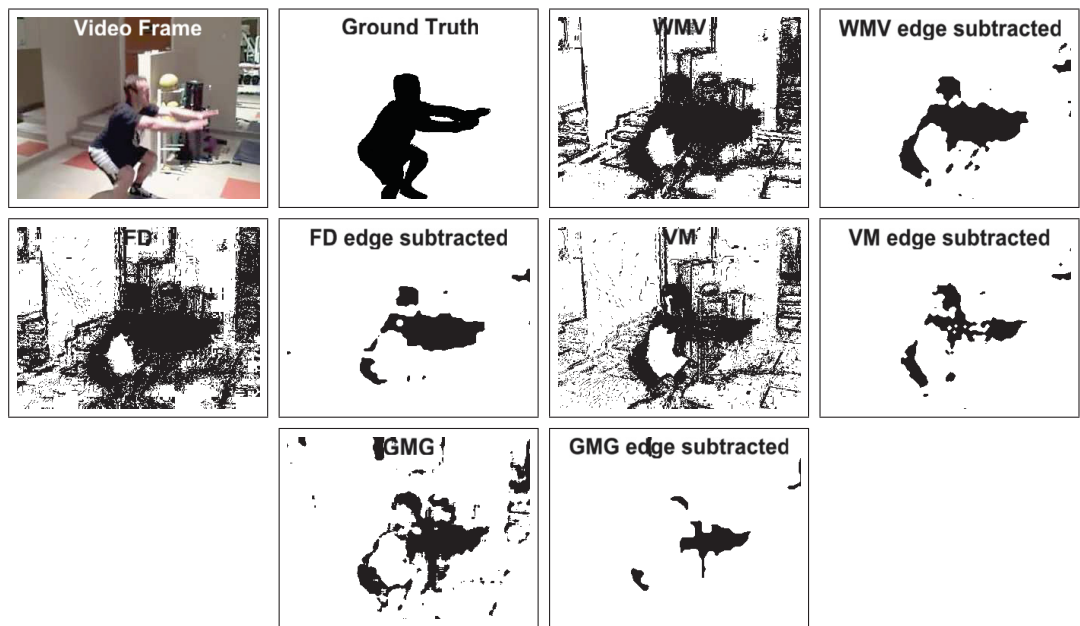 Video Frame
Ground Truth
WMV
WMV edge subtracted
FD
FD edge subtracted
VM
VM edge subtracted
GMG
GMG edge subtracted